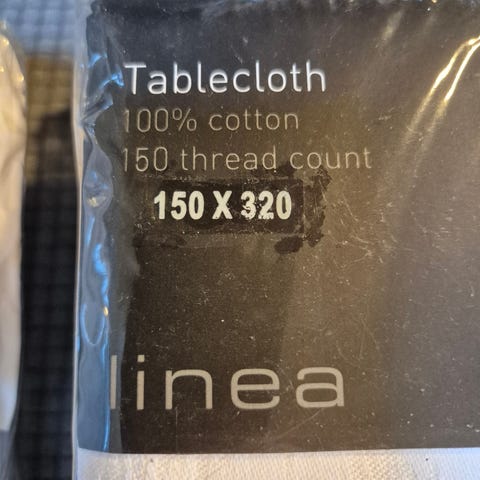 Tablecloth
100% cotton
150 thread count
150 X 320
linea